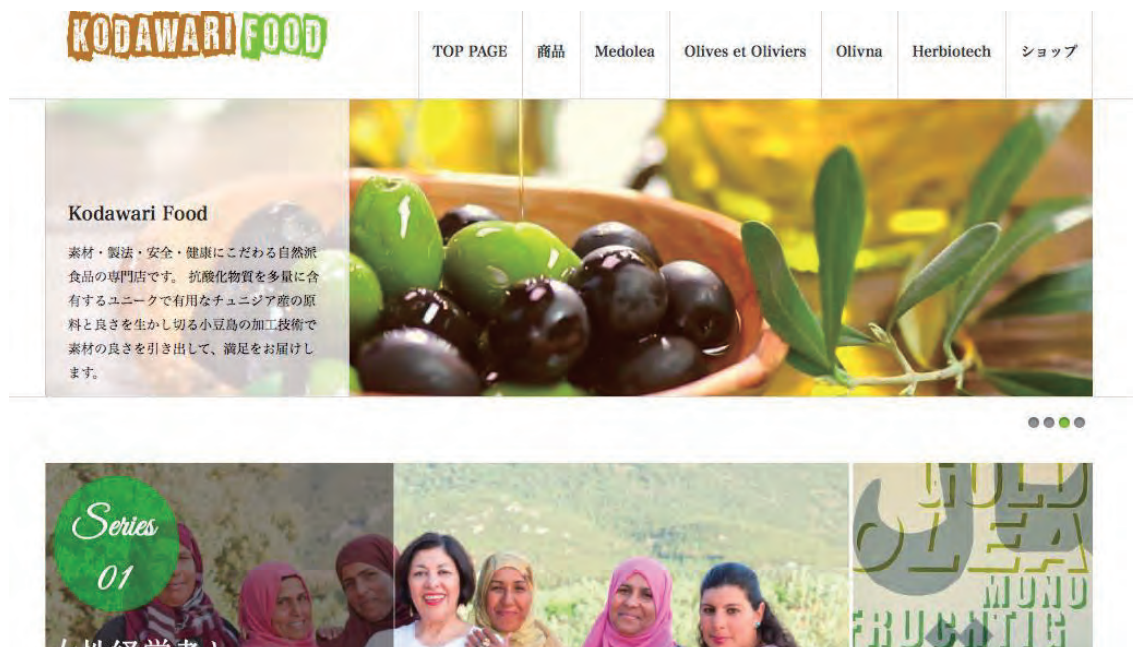 KODAWARI FOOD
TOP PAGE
商品
Medolea
Olives et Oliviers
Olivna
Herbiotech
ショップ
Kodawari Food
素材・製法・安全・健康にこだわる自然派
食品の専門店です。 抗酸化物質を多量に含
有するユニークで有用なチュニジア産の原
料と良さを生かし切る小豆島の加工技術で
素材の良さを引き出して、満足をお届けし
ます。
Series
01
GOLD
OLEA
MONO
FRUCHTIG